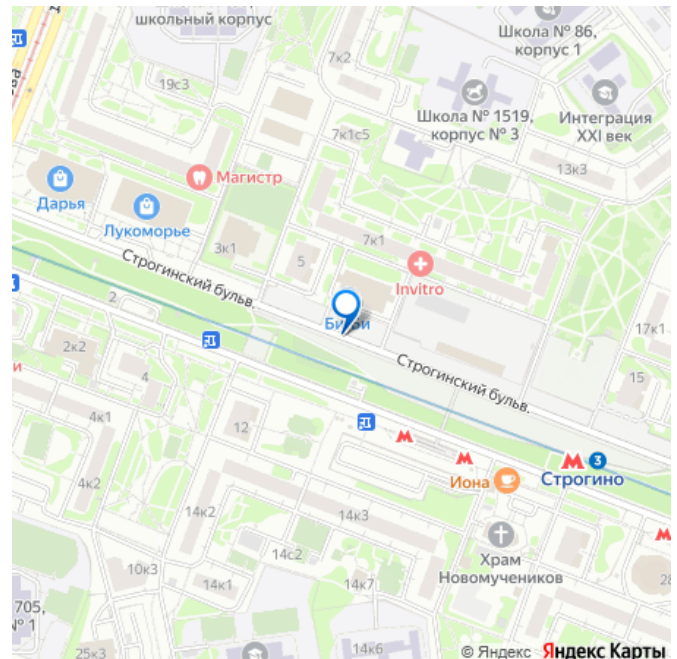 школьный корпус
Школа № 86,
корпус 1
7к2
19с3
Школа № 1519,
корпус № 3
Интеграция
XXI век
7к1с5
13к3
Магистр
Дарья
Лукоморье
3к1
7к1
5
Invitro
Строгинский бульв.
2
17к1
2к2
Строгинский бульв.
15
4
и
4к1
12
М
М
М 3
Строгино
Иона
4к2
14к2
14к3
М
Храм
Новомучеников
28
14с2
10к3
14к1
14к7
705,
№ 1
25к3
14к6
© Яндекс Яндекс Карты